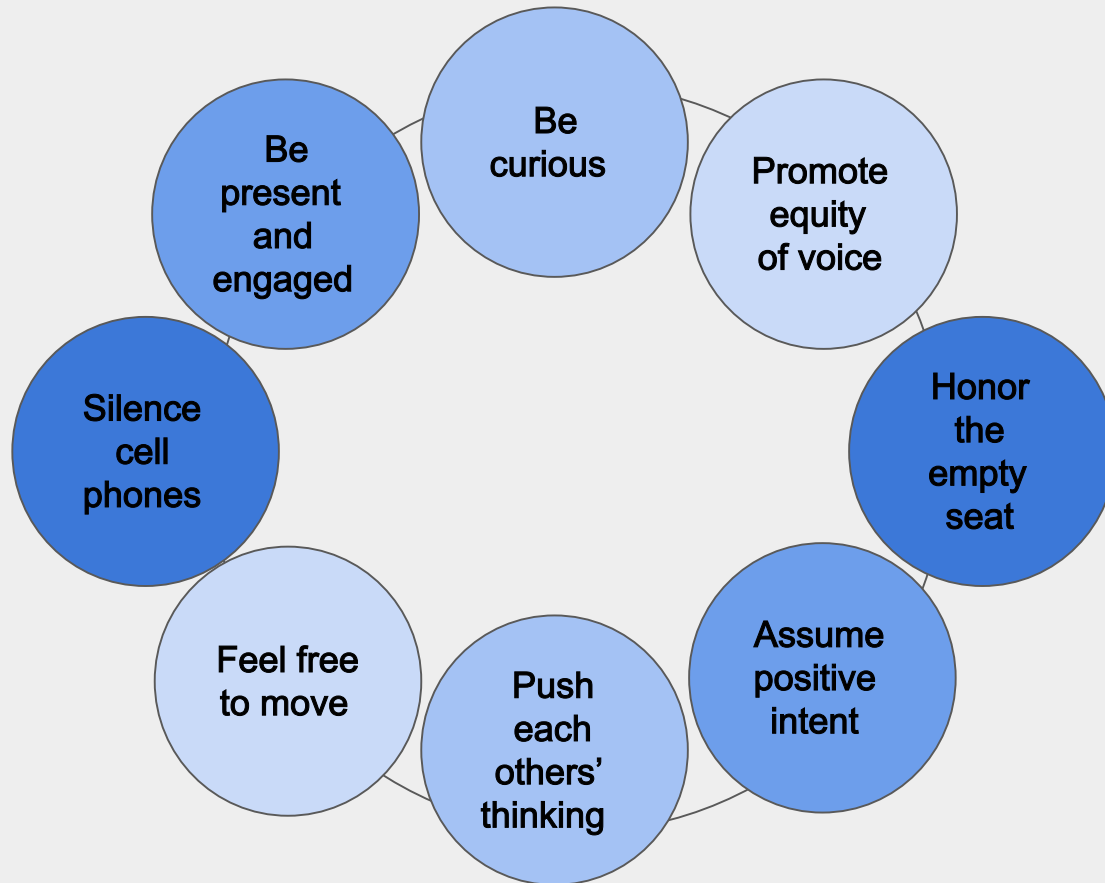 Be
curious
Promote
equity
of voice
Honor
the
empty
seat
Assume
positive
intent
Push
each
others’
thinking
Feel free
to move
Silence
cell
phones
Be
present
and
engaged